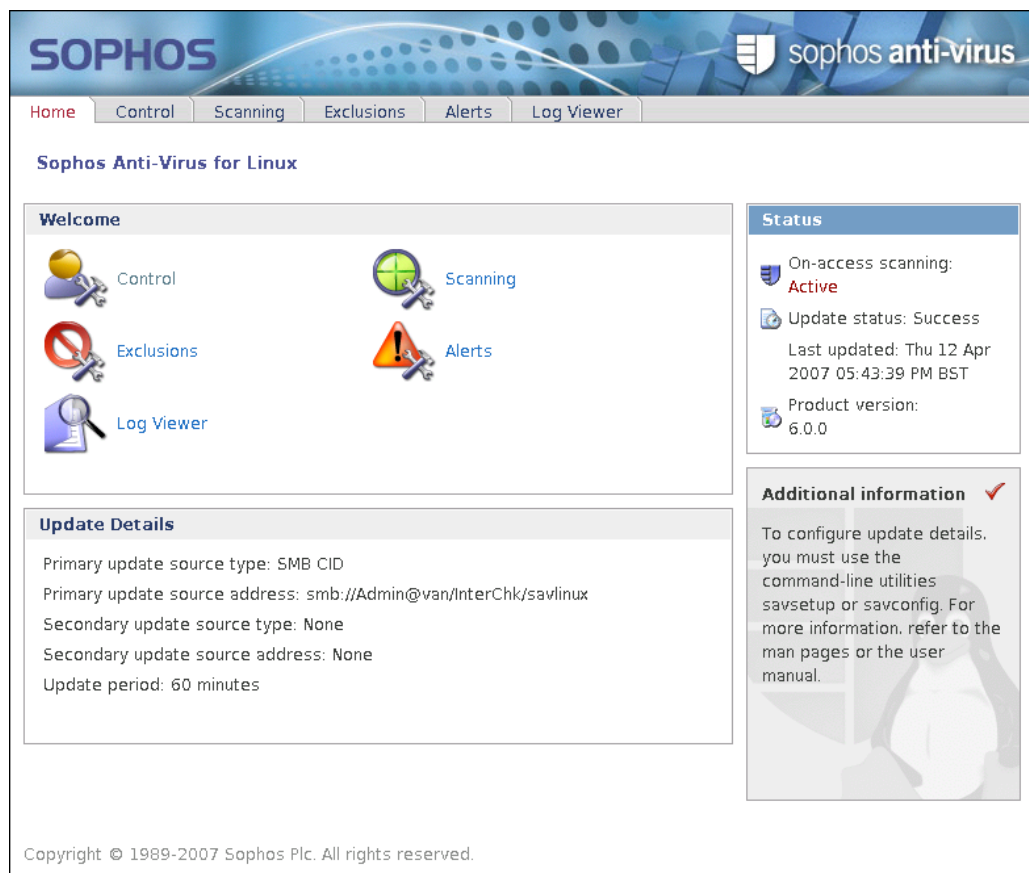 SOPHOS
sophos anti-virus
Home Control Scanning Exclusions Alerts Log Viewer
Sophos Anti-Virus for Linux
Welcome
Control
Scanning
Exclusions
Alerts
Log Viewer
Update Details
Primary update source type: SMB CID
Primary update source address: smb://Admin@van/InterChk/savlinux
Secondary update source type: None
Secondary update source address: None
Update period: 60 minutes
Status
On-access scanning:
Active
Update status: Success
Last updated: Thu 12 Apr
2007 05:43:39 PM BST
Product version:
6.0.0
Additional information
To configure update details,
you must use the
command-line utilities
savsetup or savconfig. For
more information, refer to the
man pages or the user
manual.
Copyright © 1989-2007 Sophos Plc. All rights reserved.